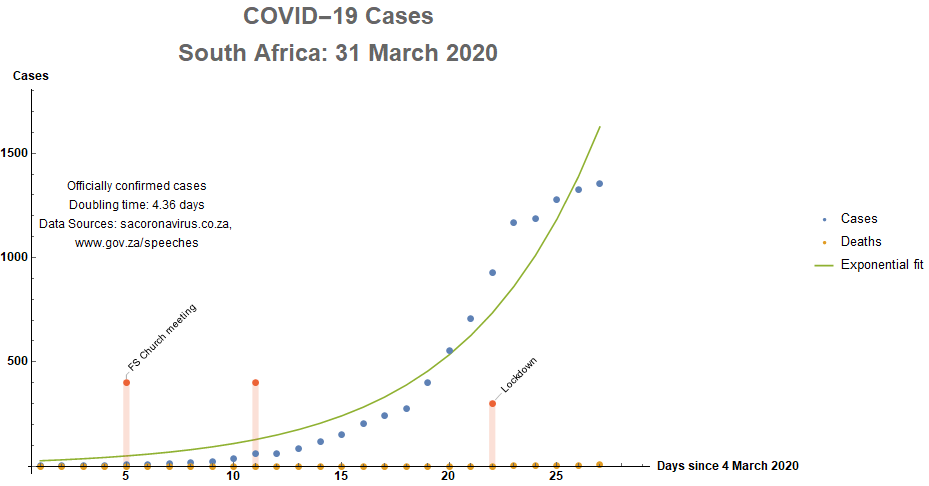 COVID–19 Cases
South Africa: 31 March 2020
Cases
1500
1000
500
Officially confirmed cases
Doubling time: 4.36 days
Data Sources: sacoronavirus.co.za,
www.gov.za/speeches
FS Church meeting
Lockdown
Cases
Deaths
Exponential fit
5 10 15 20 25
Days since 4 March 2020